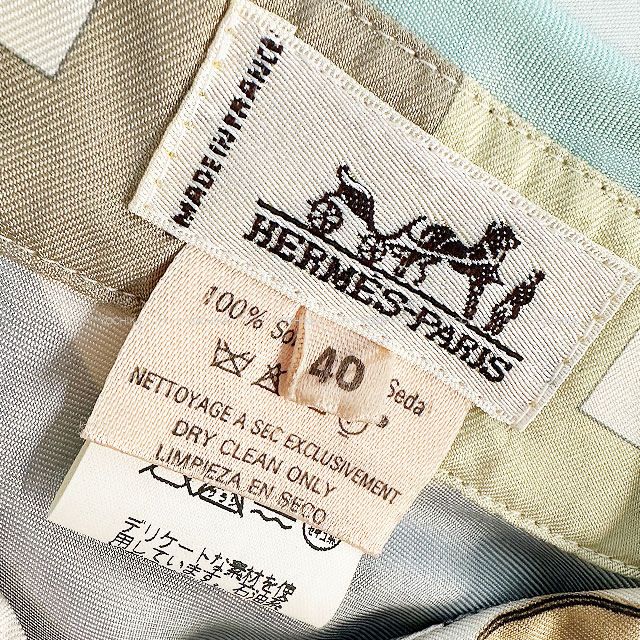 MADE IN FRANCE
HERMES-PARIS
100%
40
Seda
NETTOYAGE A SEC EXCLUSIVEMENT
DRY CLEAN ONLY
LIMPIEZA EN SECO
デリケートな素材を使
用しています